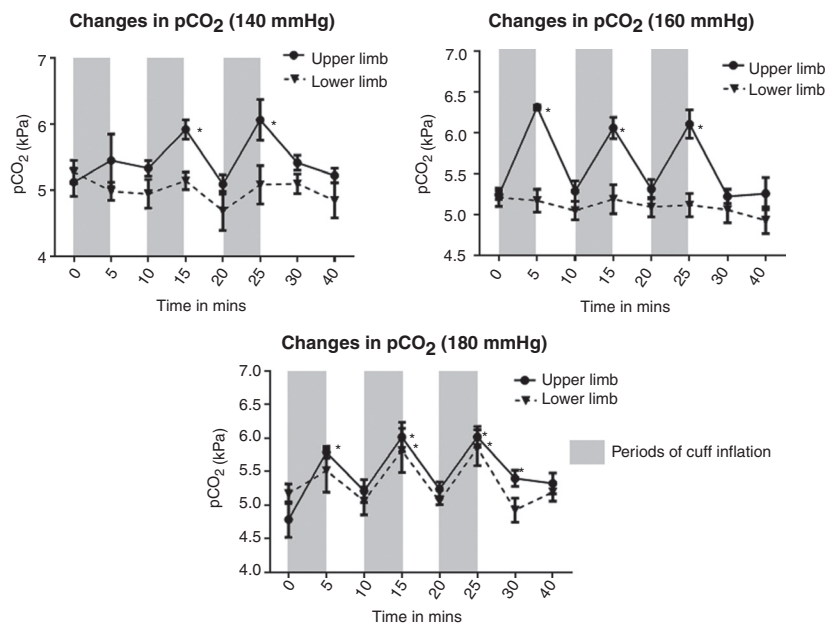 Changes in pCO2 (140 mmHg)
7
6
5
4
pCO2 (kPa)
Upper limb
Lower limb
*
*
0 5 10 15 20 25 30 40
Time in mins
Changes in pCO2 (160 mmHg)
7.0
6.5
6.0
5.5
5.0
4.5
pCO2 (kPa)
Upper limb
Lower limb
*
*
*
0 5 10 15 20 25 30 40
Time in mins
Changes in pCO2 (180 mmHg)
7.0
6.5
6.0
5.5
5.0
4.5
4.0
pCO2 (kPa)
Upper limb
Lower limb
*
*
*
*
*
*
0 5 10 15 20 25 30 40
Time in mins
Periods of cuff inflation